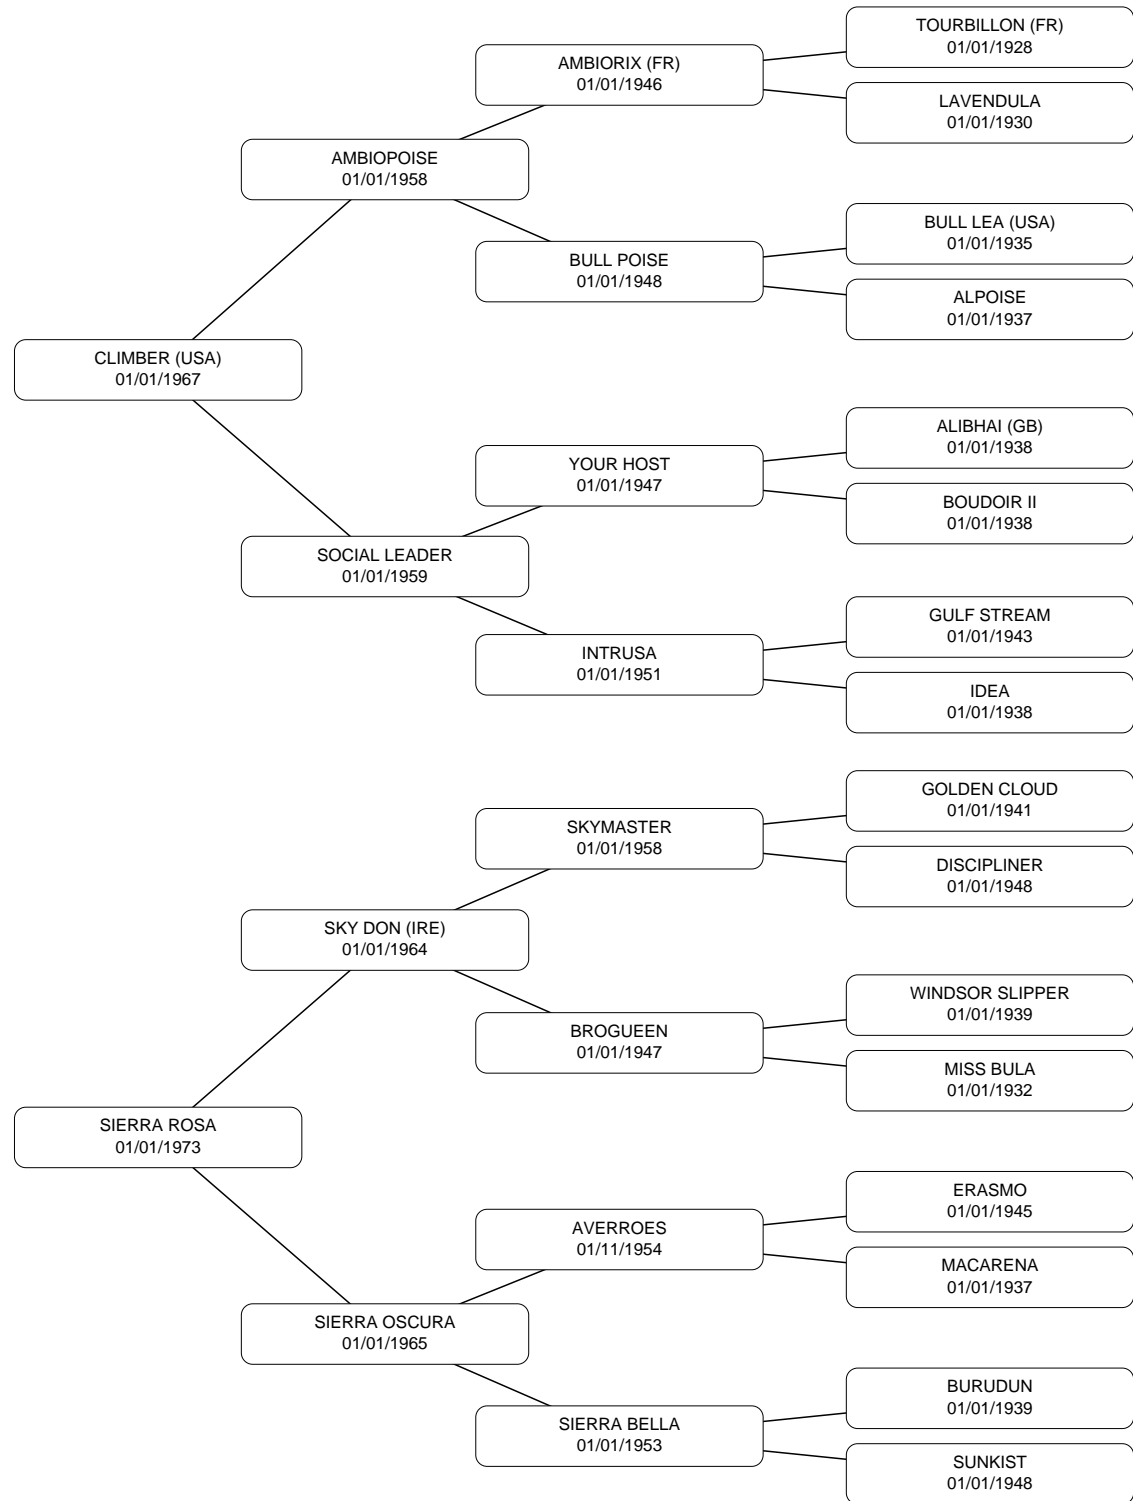 TOURBILLON (FR)
01/01/1928
AMBIORIX (FR)
01/01/1946
LAVENDULA
01/01/1930
AMBIOPOISE
01/01/1958
BULL LEA (USA)
01/01/1935
BULL POISE
01/01/1948
ALPOISE
01/01/1937
CLIMBER (USA)
01/01/1967
ALIBHAI (GB)
01/01/1938
YOUR HOST
01/01/1947
BOUDOIR II
01/01/1938
SOCIAL LEADER
01/01/1959
GULF STREAM
01/01/1943
INTRUSA
01/01/1951
IDEA
01/01/1938
GOLDEN CLOUD
01/01/1941
SKYMASTER
01/01/1958
DISCIPLINER
01/01/1948
SKY DON (IRE)
01/01/1964
WINDSOR SLIPPER
01/01/1939
BROGUEEN
01/01/1947
MISS BULA
01/01/1932
SIERRA ROSA
01/01/1973
ERASMO
01/01/1945
AVERROES
01/11/1954
MACARENA
01/01/1937
SIERRA OSCURA
01/01/1965
BURUDUN
01/01/1939
SIERRA BELLA
01/01/1953
SUNKIST
01/01/1948